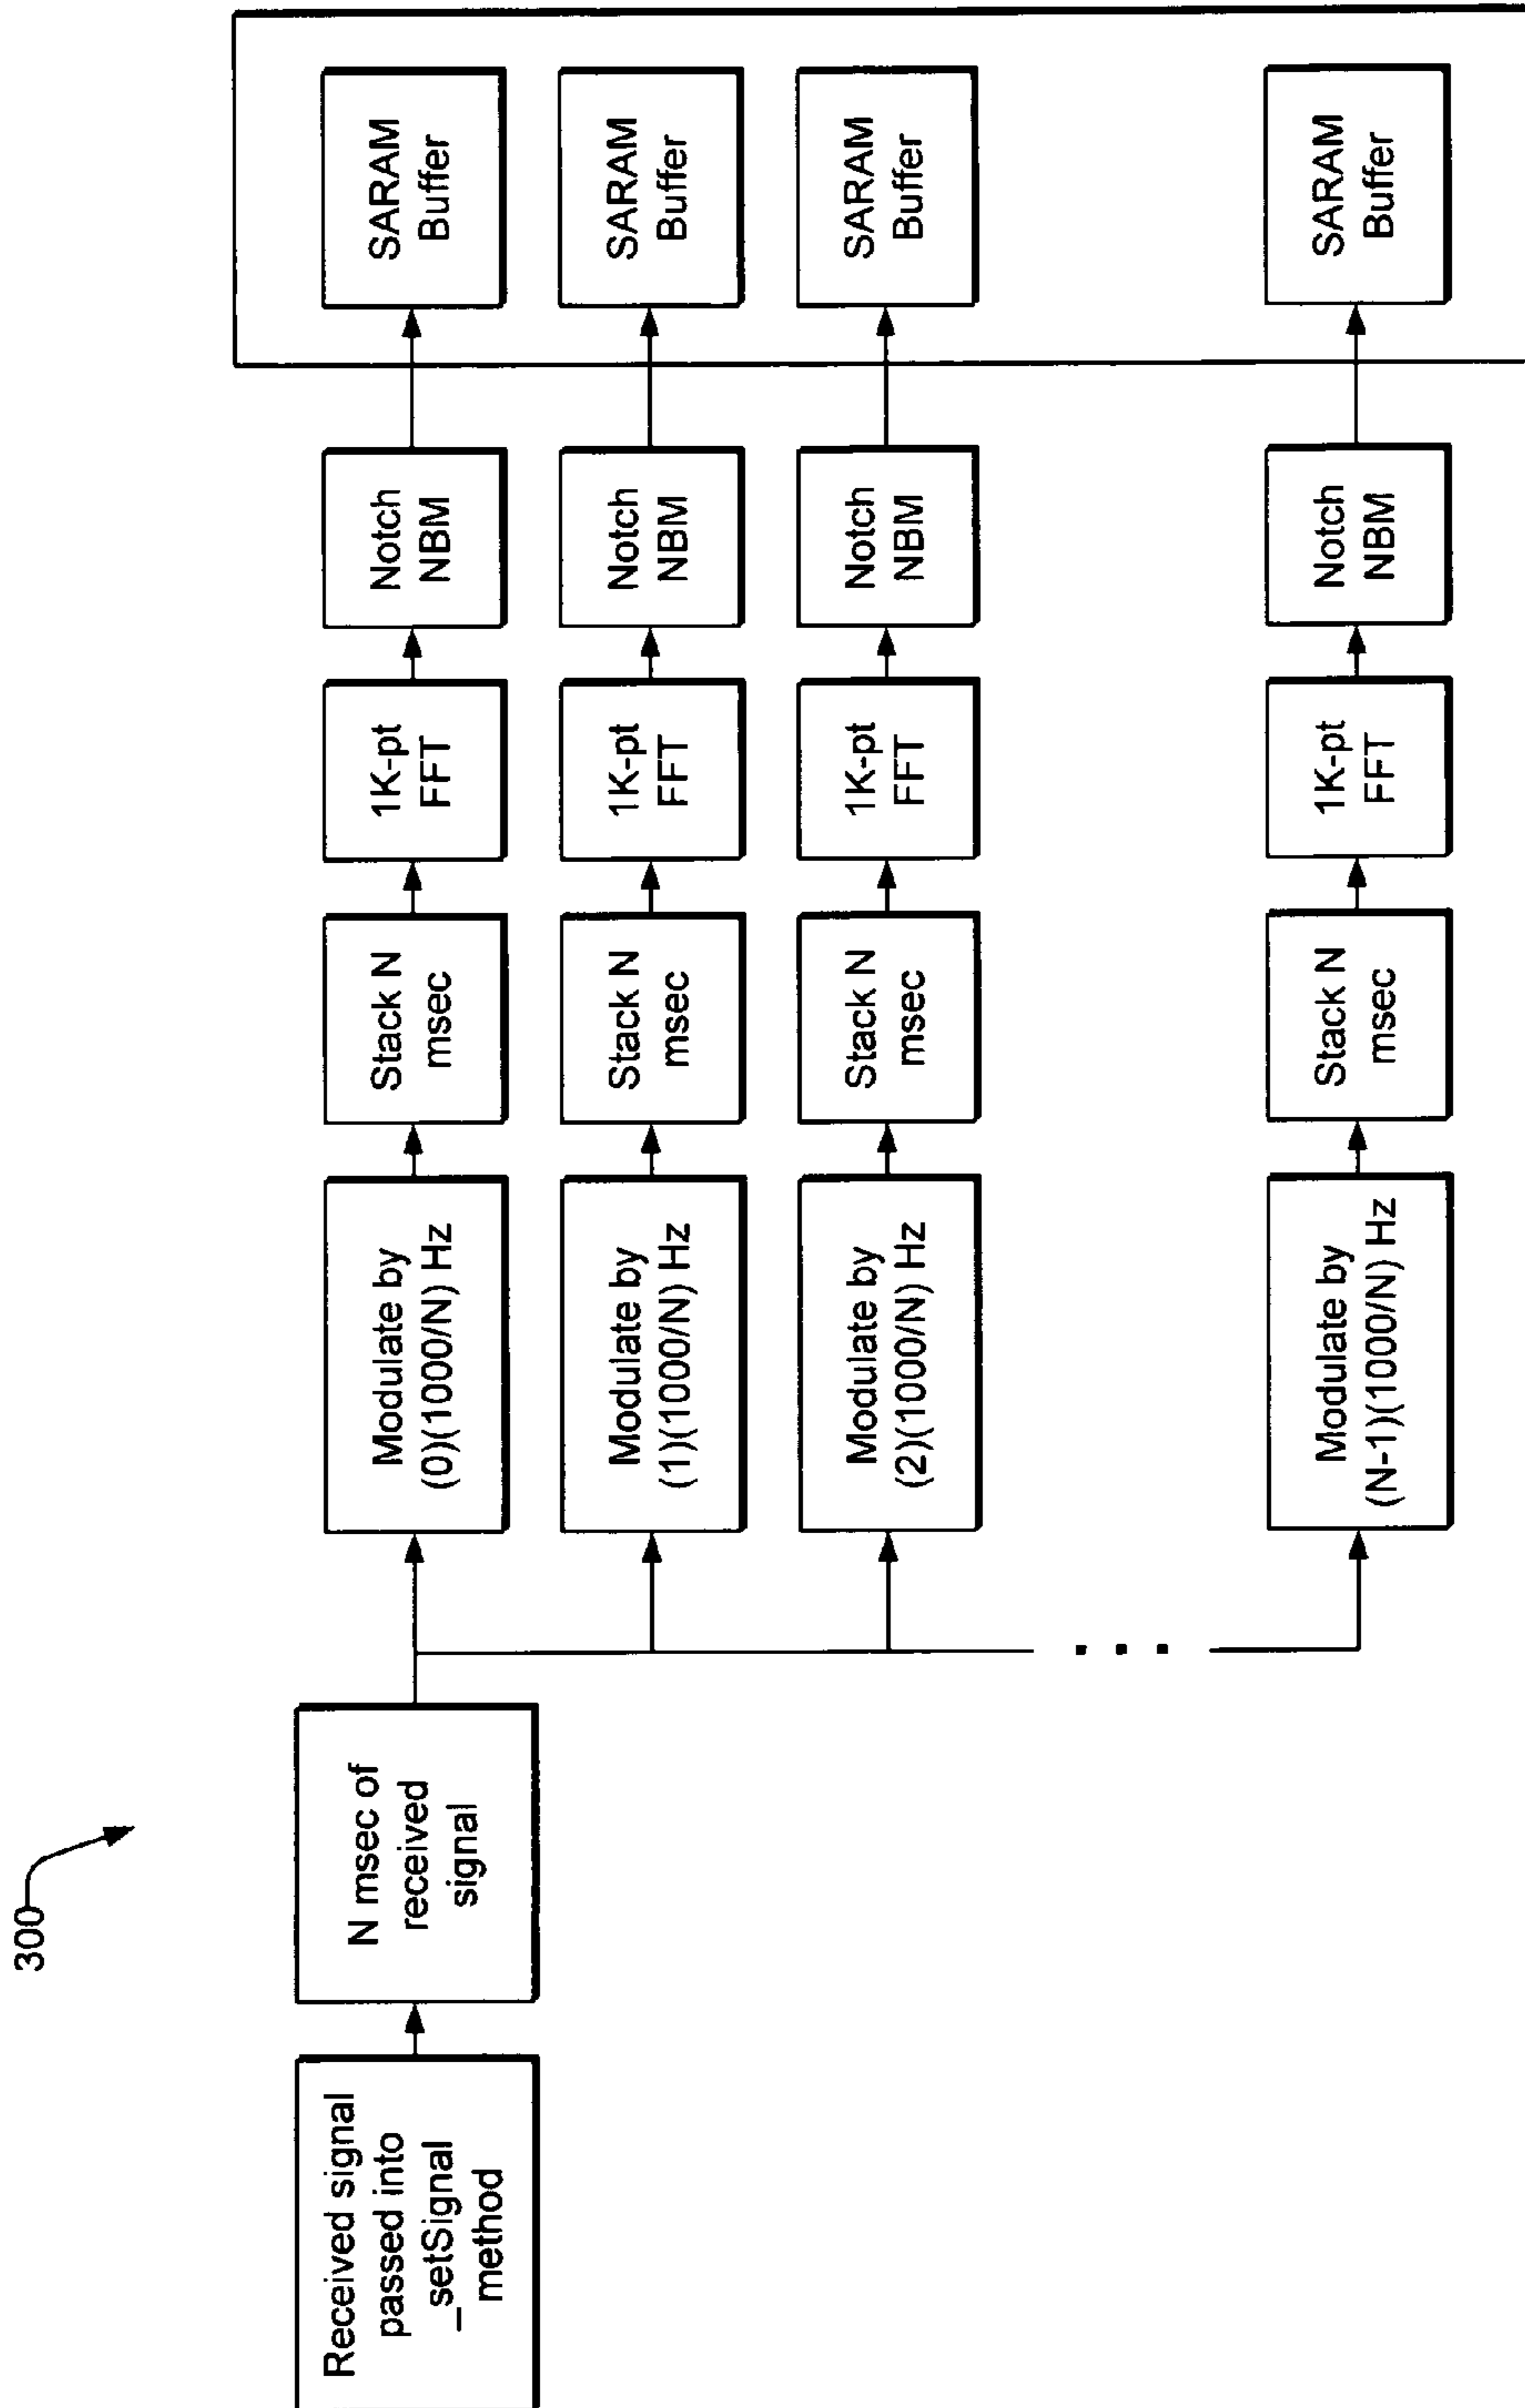 300
Received signal
passed into
_setSignal_
method
N msec of
received
signal
Modulate by
(0)(1000/N) Hz
Stack N
msec
1K-pt
FFT
Notch
NBM
SARAM
Buffer
Modulate by
(1)(1000/N) Hz
Stack N
msec
1K-pt
FFT
Notch
NBM
SARAM
Buffer
Modulate by
(2)(1000/N) Hz
Stack N
msec
1K-pt
FFT
Notch
NBM
SARAM
Buffer
...
Modulate by
(N-1)(1000/N) Hz
Stack N
msec
1K-pt
FFT
Notch
NBM
SARAM
Buffer